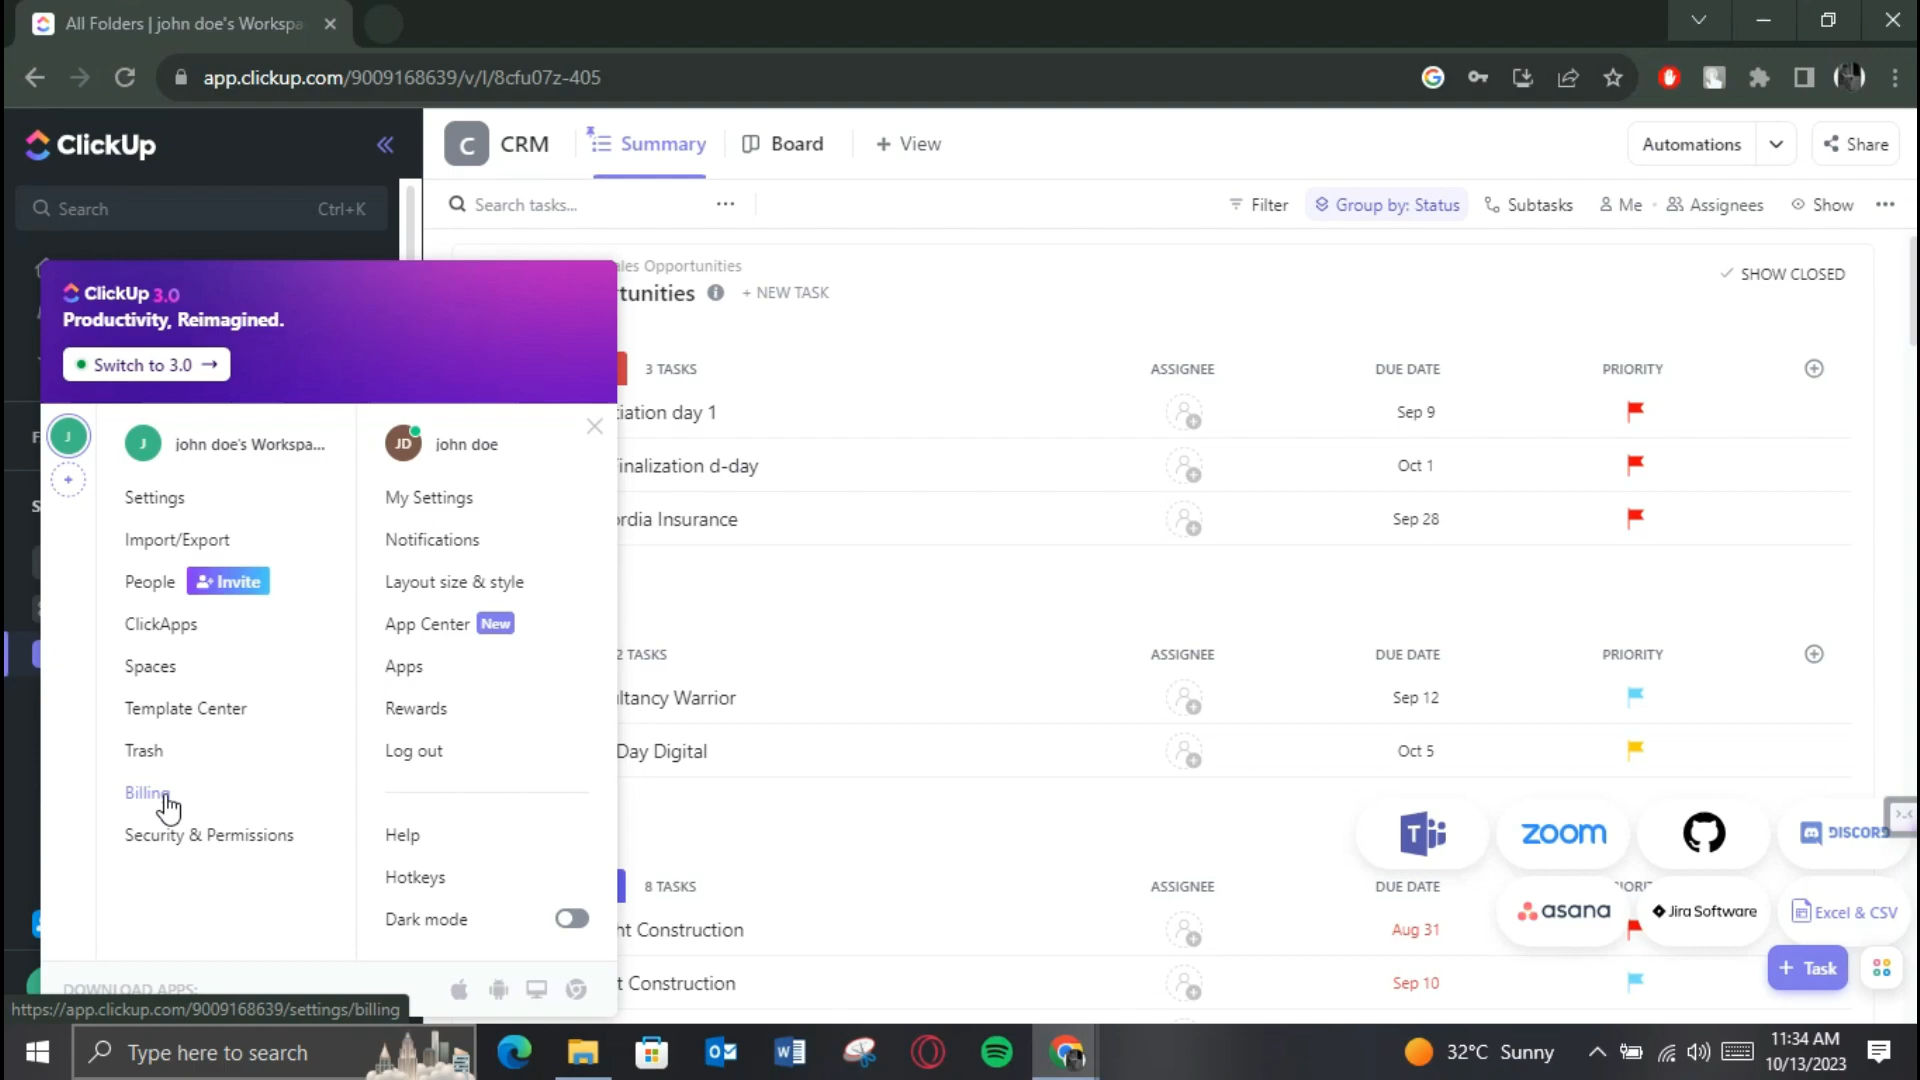 All Folders | john doe's Workspa
app.clickup.com/9009168639/v/l/8cfu07z-405
ClickUp
Search Ctrl+K
C CRM Summary Board + View
Automations Share
Search tasks...
Filter Group by: Status Subtasks Me Assignees Show
ClickUp 3.0
Productivity, Reimagined.
Switch to 3.0 →
J J john doe's Workspa...
Settings
Import/Export
People Invite
ClickApps
Spaces
Template Center
Trash
Billing
Security & Permissions
JD john doe
My Settings
Notifications
Layout size & style
App Center New
Apps
Rewards
Log out
Help
Hotkeys
Dark mode
DOWNLOAD APPS:
https://app.clickup.com/9009168639/settings/billing
ales Opportunities
tunities + NEW TASK
SHOW CLOSED
3 TASKS ASSIGNEE DUE DATE PRIORITY
iation day 1 Sep 9
inalization d-day Oct 1
ordia Insurance Sep 28
2 TASKS ASSIGNEE DUE DATE PRIORITY
ltancy Warrior Sep 12
Day Digital Oct 5
8 TASKS ASSIGNEE DUE DATE
ht Construction Aug 31
t Construction Sep 10
zoom DISCORD
asana Jira Software Excel & CSV
+ Task
Type here to search
32°C Sunny
11:34 AM
10/13/2023